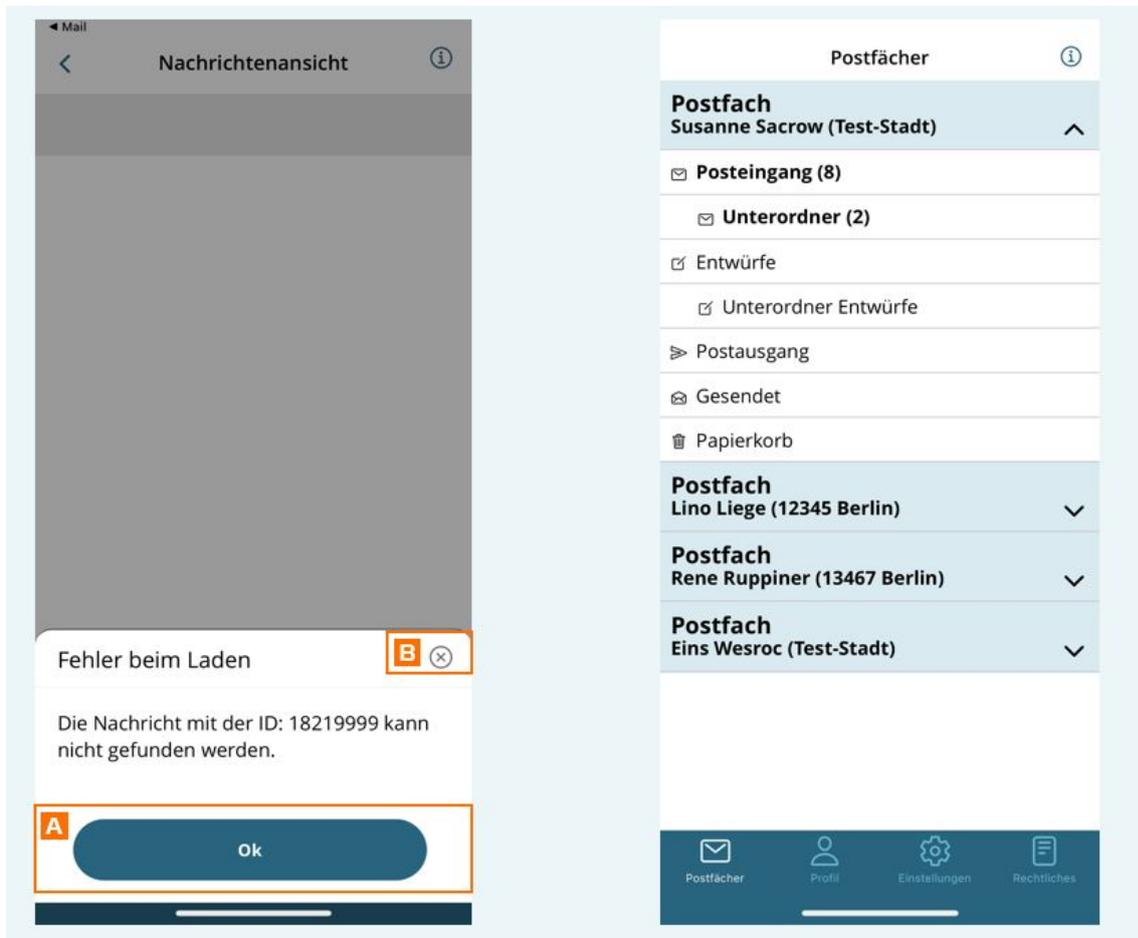 ◀ Mail
Nachrichtenansicht
Fehler beim Laden
B
Die Nachricht mit der ID: 18219999 kann
nicht gefunden werden.
A
Ok
Postfächer
Postfach
Susanne Sacrow (Test-Stadt)
Posteingang (8)
Unterordner (2)
Entwürfe
Unterordner Entwürfe
Postausgang
Gesendet
Papierkorb
Postfach
Lino Liege (12345 Berlin)
Postfach
Rene Ruppiner (13467 Berlin)
Postfach
Eins Wesroc (Test-Stadt)
Postfächer
Profil
Einstellungen
Rechtliches